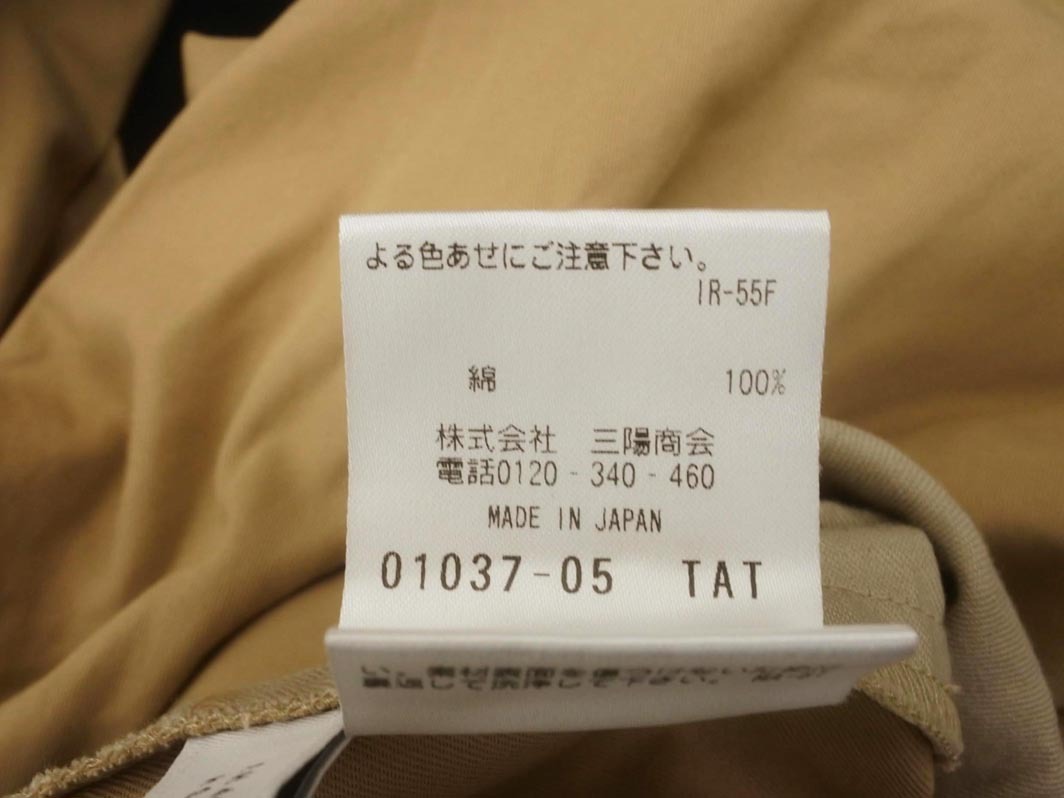 よる色あせにご注意下さい。
IR-55F
綿 100%
株式会社 三陽商会
電話0120-340-460
MADE IN JAPAN
01037-05 TAT